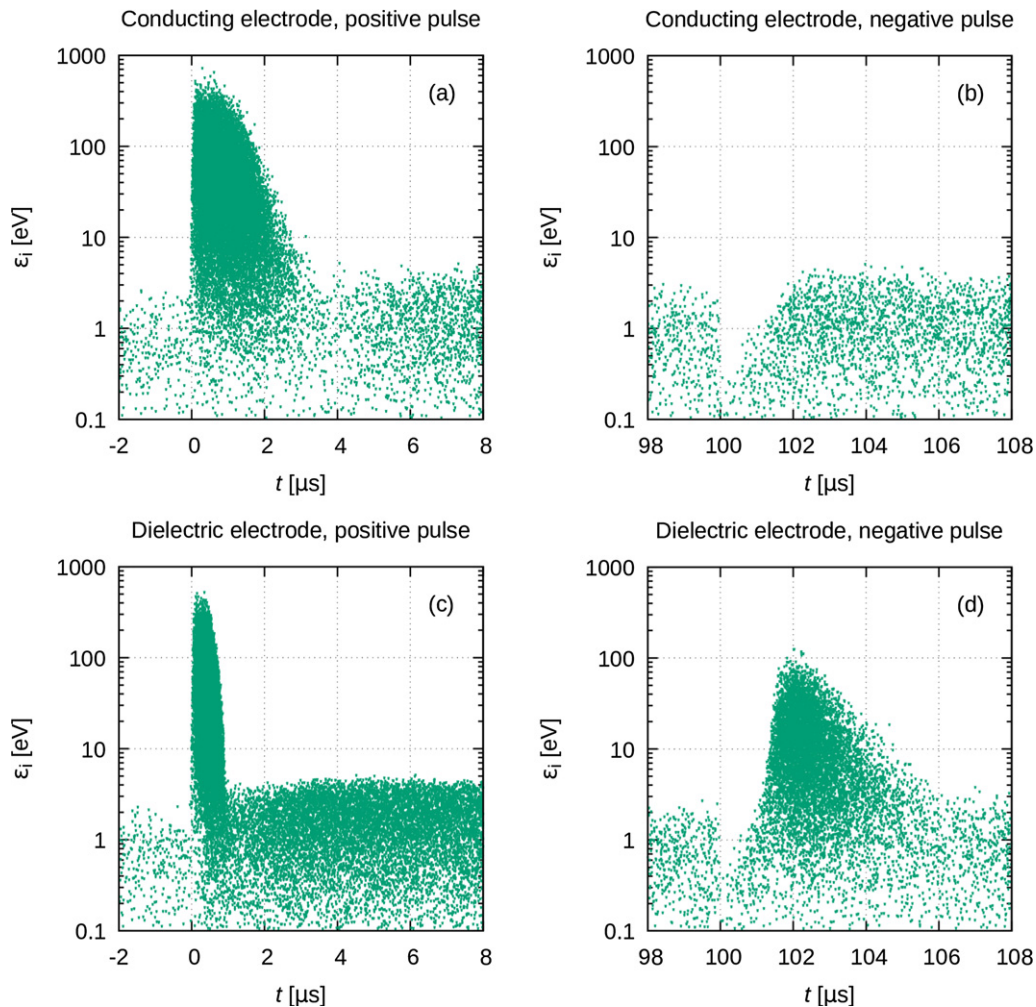 Conducting electrode, positive pulse
1000
100
10
1
0.1
εi [eV]
(a)
-2 0 2 4 6 8
t [µs]
Conducting electrode, negative pulse
1000
100
10
1
0.1
εi [eV]
(b)
98 100 102 104 106 108
t [µs]
Dielectric electrode, positive pulse
1000
100
10
1
0.1
εi [eV]
(c)
-2 0 2 4 6 8
t [µs]
Dielectric electrode, negative pulse
1000
100
10
1
0.1
εi [eV]
(d)
98 100 102 104 106 108
t [µs]